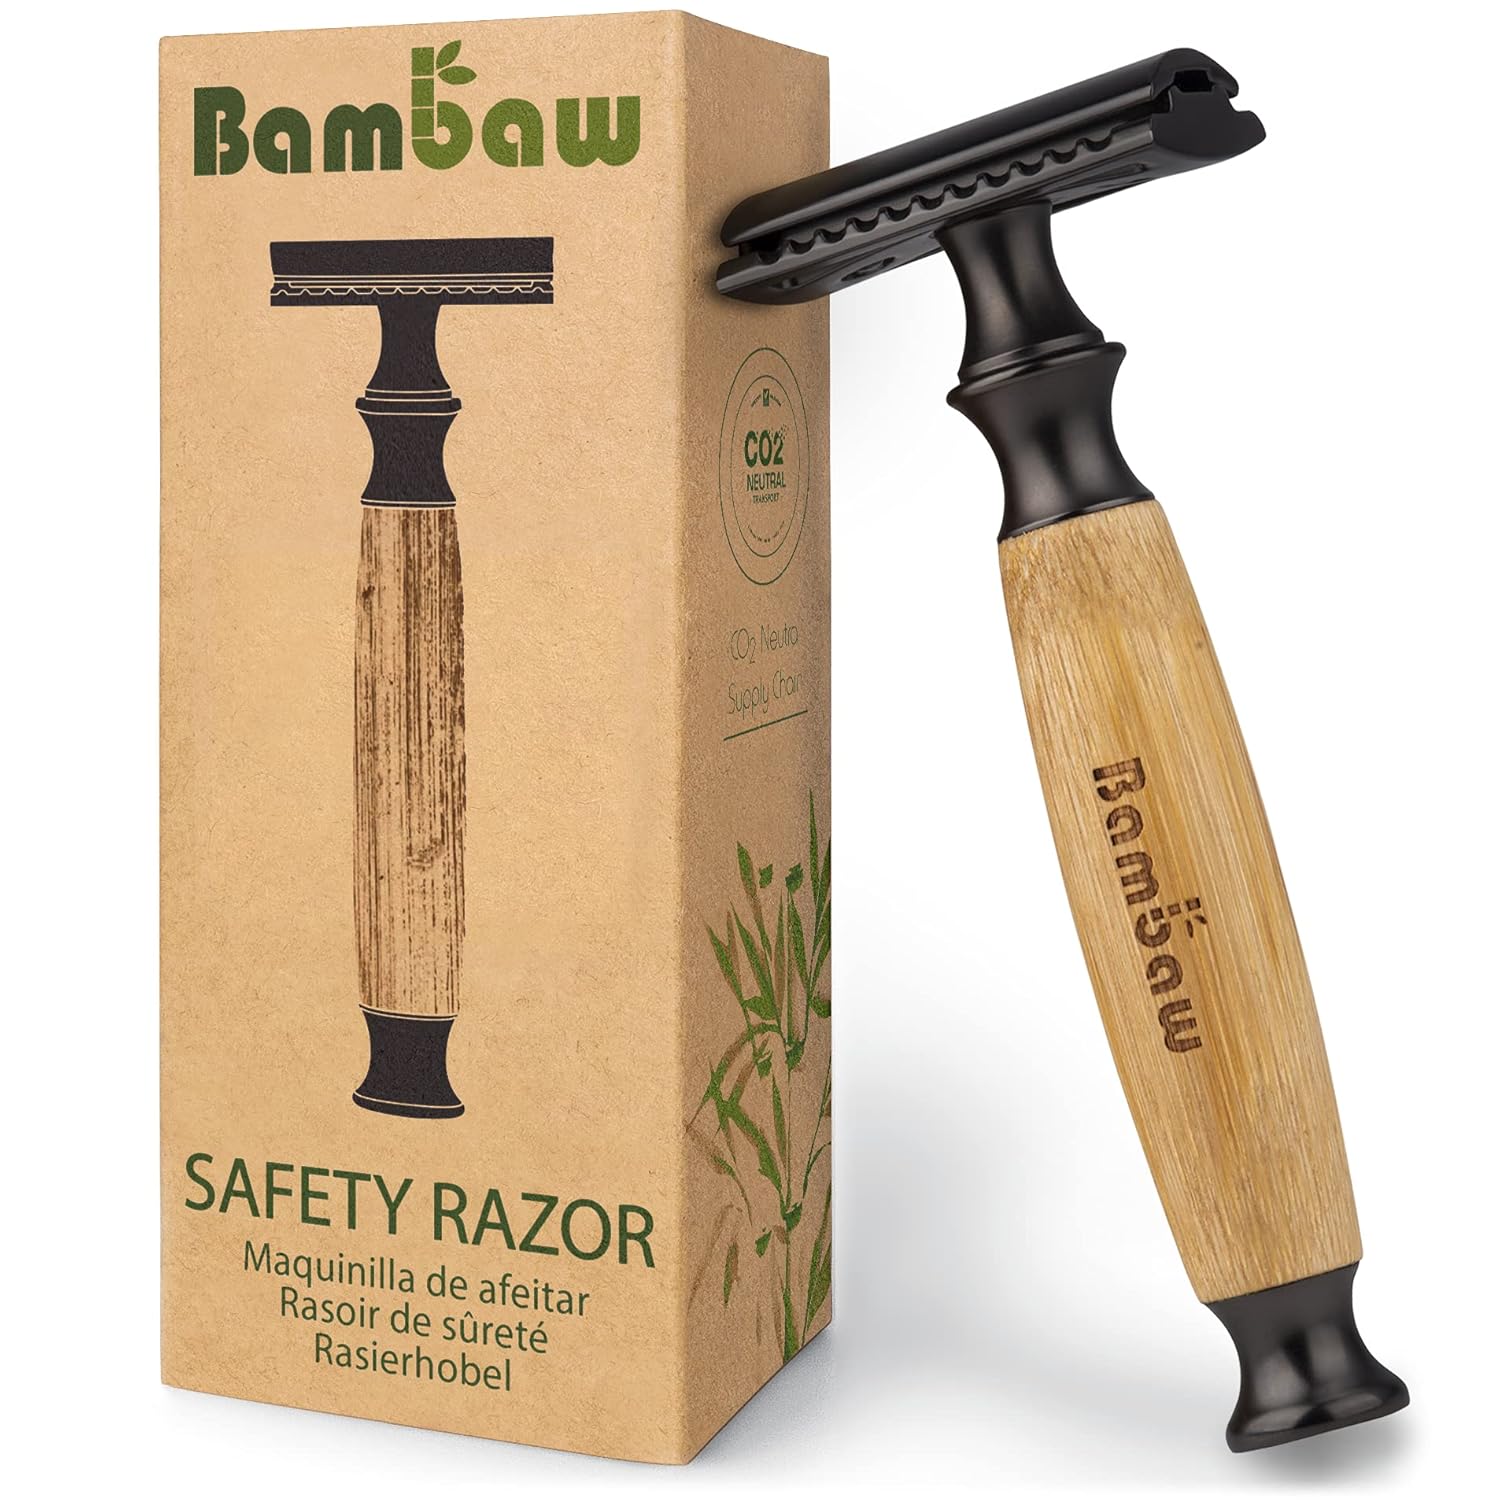 Bambaw
SAFETY RAZOR
Maquinilla de afeitar
Rasoir de sûreté
Rasierhobel
CO2
NEUTRAL
TRANSPORT
CO2 Neutral
Supply Chain
Bambaw